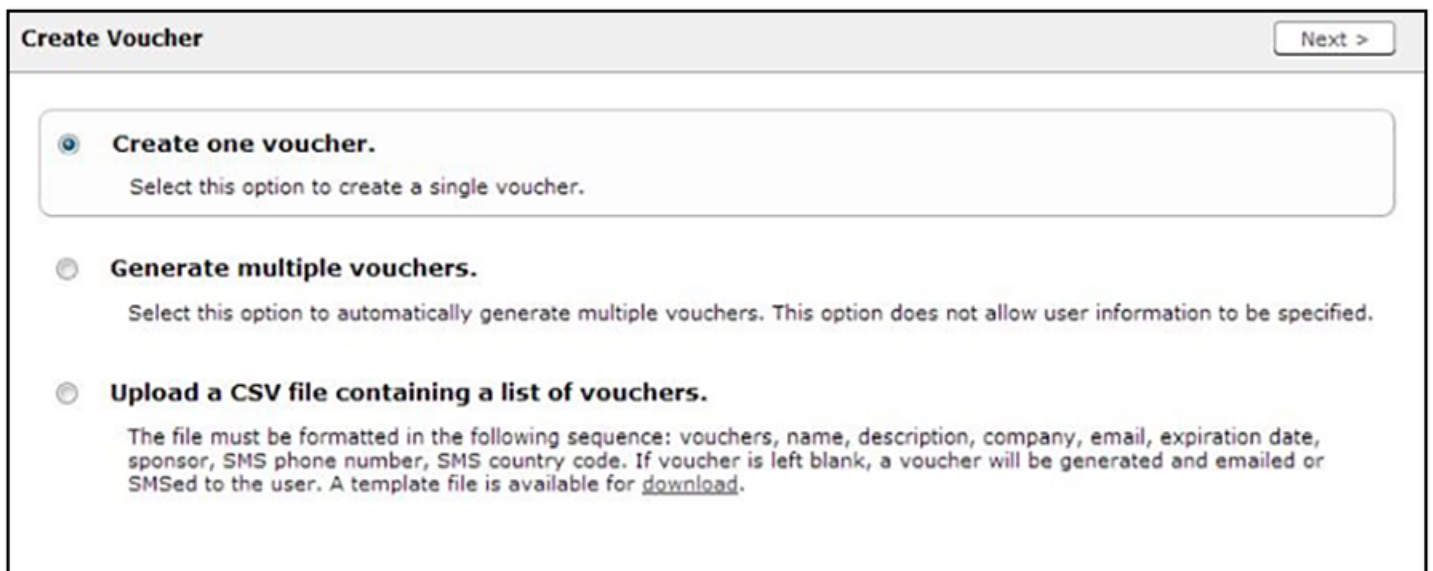 Create Voucher
Next >
Create one voucher.
Select this option to create a single voucher.
Generate multiple vouchers.
Select this option to automatically generate multiple vouchers. This option does not allow user information to be specified.
Upload a CSV file containing a list of vouchers.
The file must be formatted in the following sequence: vouchers, name, description, company, email, expiration date,
sponsor, SMS phone number, SMS country code. If voucher is left blank, a voucher will be generated and emailed or
SMSed to the user. A template file is available for download.